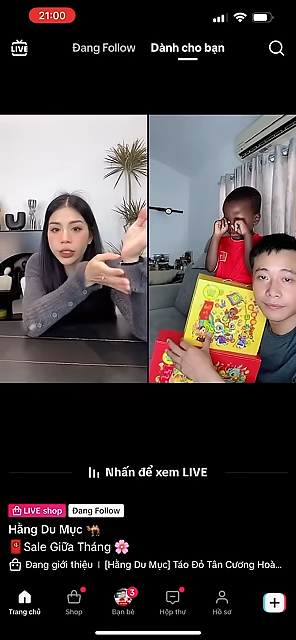 21:00
LIVE
Đang Follow
Dành cho bạn
Nhấn để xem LIVE
LIVE shop
Đang Follow
Hằng Du Mục 🐫
🧧Sale Giữa Tháng 🌸
Đang giới thiệu | [Hằng Du Mục] Táo Đỏ Tân Cương Hoà...
Trang chủ
Shop
3
Bạn bè
Hộp thư
Hồ sơ